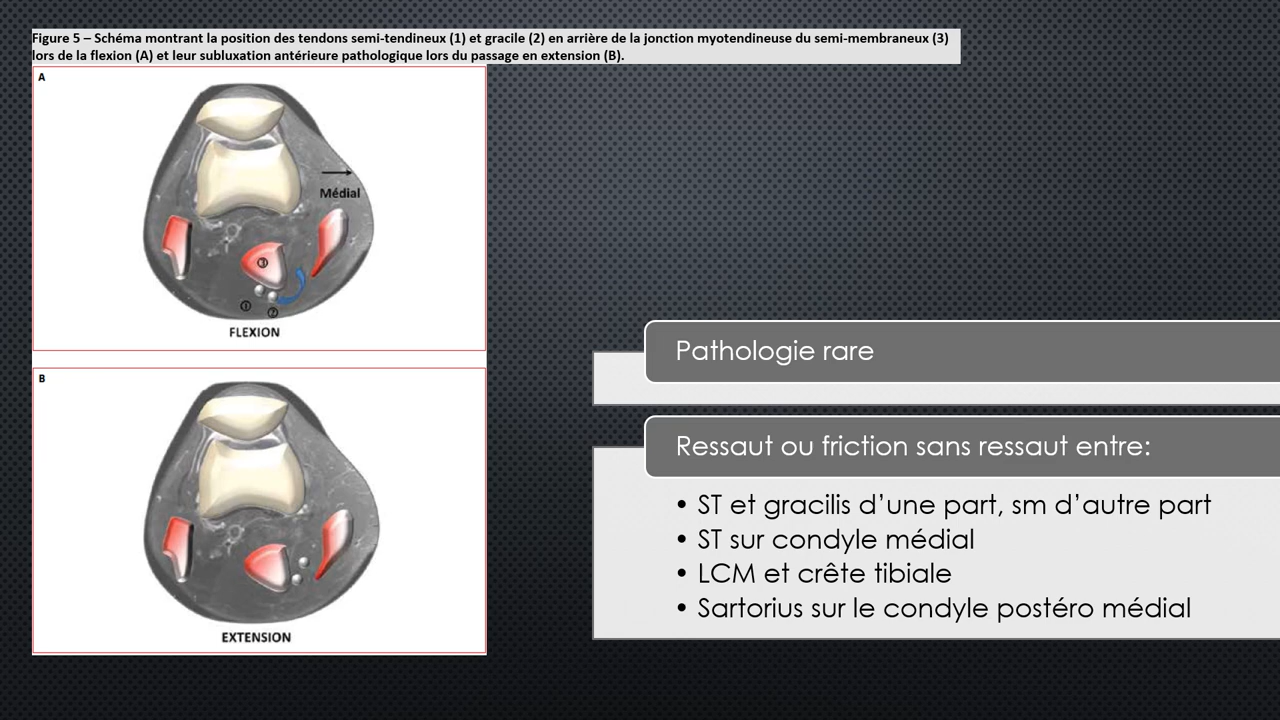 Figure 5 – Schéma montrant la position des tendons semi-tendineux (1) et gracile (2) en arrière de la jonction myotendineuse du semi-membraneux (3)
lors de la flexion (A) et leur subluxation antérieure pathologique lors du passage en extension (B).
A
Médial
3
1
2
FLEXION
B
EXTENSION
Pathologie rare
Ressaut ou friction sans ressaut entre:
• ST et gracilis d’une part, sm d’autre part
• ST sur condyle médial
• LCM et crête tibiale
• Sartorius sur le condyle postéro médial